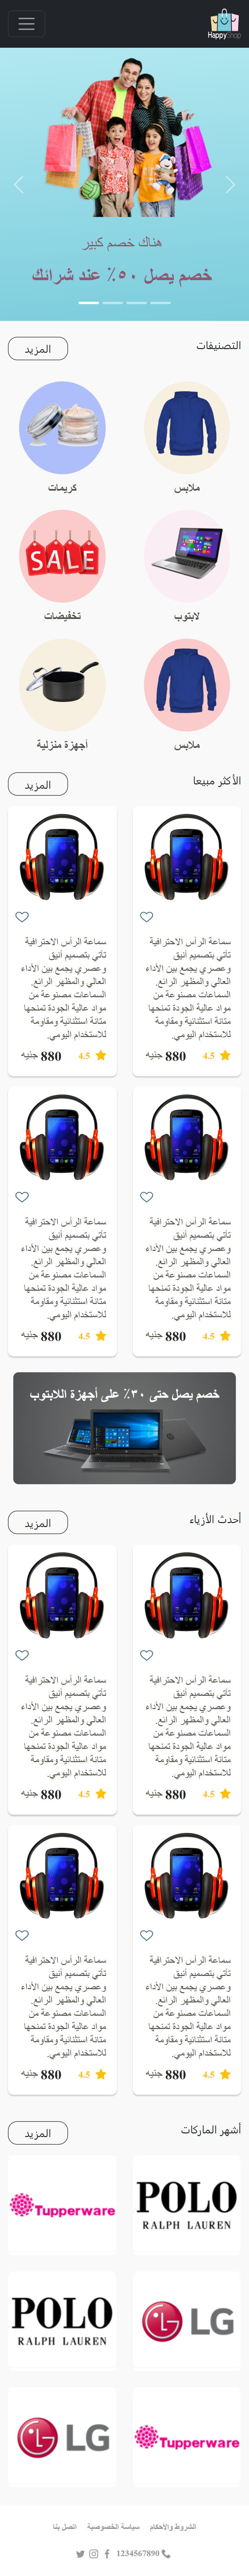 HappyShop
هناك خصم كبير
خصم يصل ٥٠٪ عند شرائك
التصنيفات
المزيد
ملابس
كريمات
SALE
لابتوب
تخفيضات
ملابس
أجهزة منزلية
الأكثر مبيعا
المزيد
سماعة الرأس الاحترافية
تأتي بتصميم أنيق
وعصري يجمع بين الأداء
العالي والمظهر الرائع.
السماعات مصنوعة من
مواد عالية الجودة تمنحها
متانة استثنائية ومقاومة
للاستخدام اليومي.
4.5
880 جنيه
سماعة الرأس الاحترافية
تأتي بتصميم أنيق
وعصري يجمع بين الأداء
العالي والمظهر الرائع.
السماعات مصنوعة من
مواد عالية الجودة تمنحها
متانة استثنائية ومقاومة
للاستخدام اليومي.
4.5
880 جنيه
سماعة الرأس الاحترافية
تأتي بتصميم أنيق
وعصري يجمع بين الأداء
العالي والمظهر الرائع.
السماعات مصنوعة من
مواد عالية الجودة تمنحها
متانة استثنائية ومقاومة
للاستخدام اليومي.
4.5
880 جنيه
سماعة الرأس الاحترافية
تأتي بتصميم أنيق
وعصري يجمع بين الأداء
العالي والمظهر الرائع.
السماعات مصنوعة من
مواد عالية الجودة تمنحها
متانة استثنائية ومقاومة
للاستخدام اليومي.
4.5
880 جنيه
خصم يصل حتى ٣٠٪ على أجهزة اللابتوب
أحدث الأزياء
المزيد
سماعة الرأس الاحترافية
تأتي بتصميم أنيق
وعصري يجمع بين الأداء
العالي والمظهر الرائع.
السماعات مصنوعة من
مواد عالية الجودة تمنحها
متانة استثنائية ومقاومة
للاستخدام اليومي.
4.5
880 جنيه
سماعة الرأس الاحترافية
تأتي بتصميم أنيق
وعصري يجمع بين الأداء
العالي والمظهر الرائع.
السماعات مصنوعة من
مواد عالية الجودة تمنحها
متانة استثنائية ومقاومة
للاستخدام اليومي.
4.5
880 جنيه
سماعة الرأس الاحترافية
تأتي بتصميم أنيق
وعصري يجمع بين الأداء
العالي والمظهر الرائع.
السماعات مصنوعة من
مواد عالية الجودة تمنحها
متانة استثنائية ومقاومة
للاستخدام اليومي.
4.5
880 جنيه
سماعة الرأس الاحترافية
تأتي بتصميم أنيق
وعصري يجمع بين الأداء
العالي والمظهر الرائع.
السماعات مصنوعة من
مواد عالية الجودة تمنحها
متانة استثنائية ومقاومة
للاستخدام اليومي.
4.5
880 جنيه
أشهر الماركات
المزيد
POLO
RALPH LAUREN
Tupperware
LG
POLO
RALPH LAUREN
Tupperware
LG
الشروط والأحكام
سياسة الخصوصية
اتصل بنا
1234567890